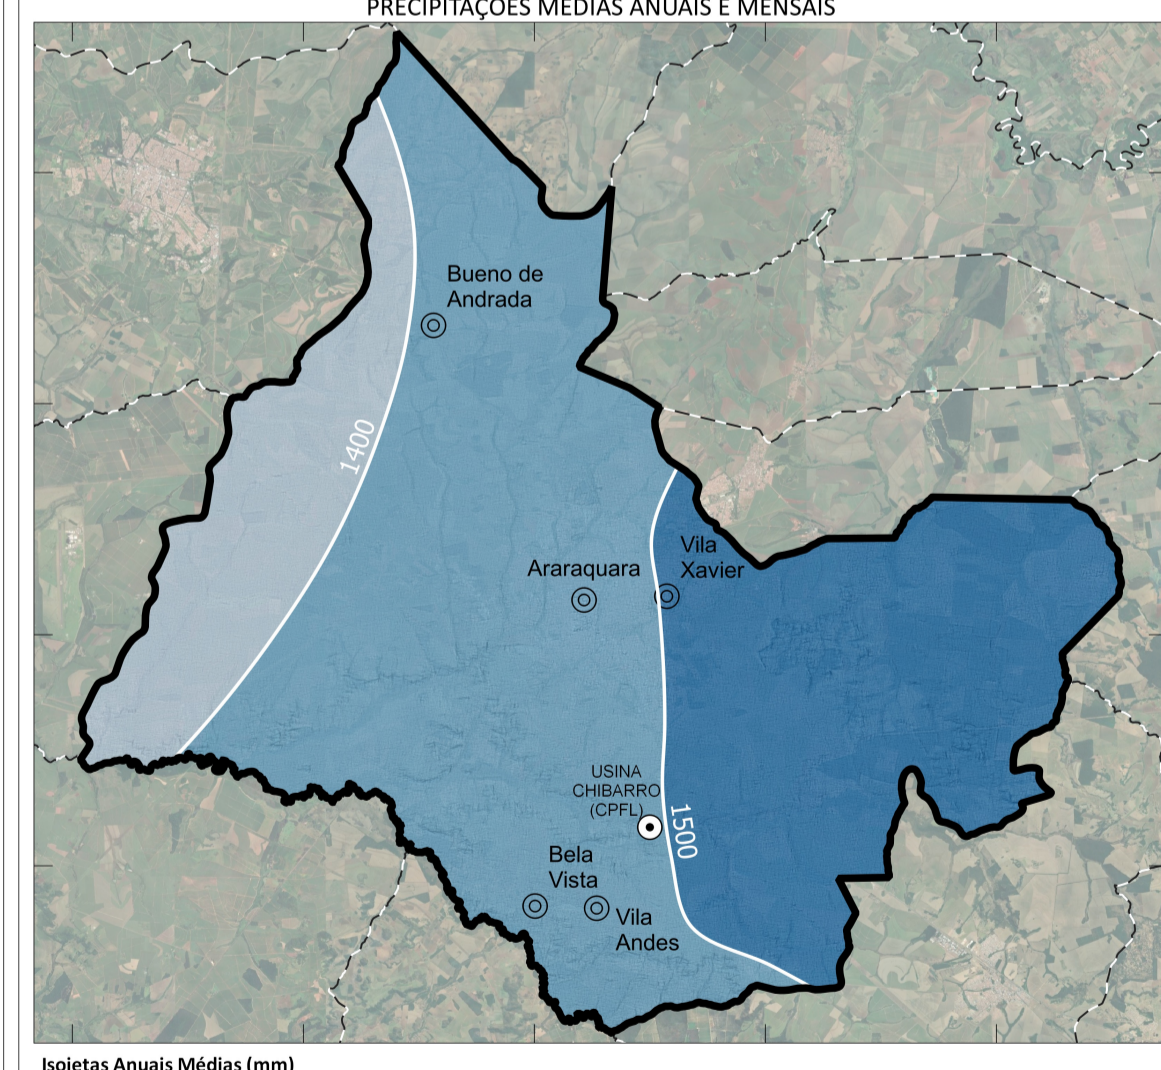 PRECIPITAÇÕES MÉDIAS ANUAIS E MENSAIS
Bueno de
Andrada
1400
Vila
Xavier
Araraquara
USINA
CHIBARRO
(CPFL)
1500
Bela
Vista
Vila
Andes
Isoietas Anuais Médias (mm)